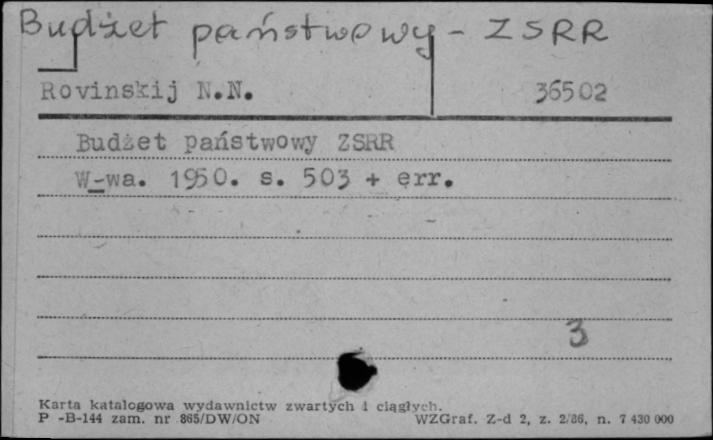 Budżet państwowy - ZSRR
Rovinskij N.N. 36502
Budżet państwowy ZSRR
W-wa. 1950. s. 503 + err.
3
Karta katalogowa wydawnictw zwartych i ciągłych.
P -B-144 zam. nr 865/DW/ON WZGraf. Z-d 2, z. 2/86, n. 7 430 000